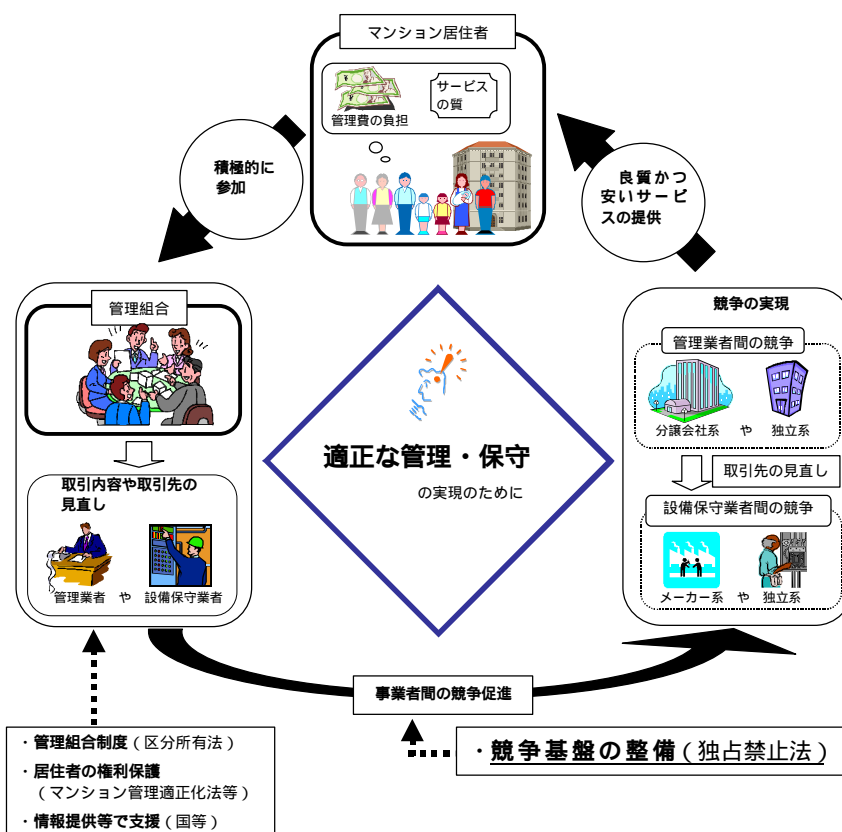 マンション居住者
管理費の負担
サービス
の質
積極的に
参加
良質かつ
安いサービ
スの提供
管理組合
取引内容や取引先の
見直し
管理業者 や 設備保守業者
適正な管理・保守
の実現のために
競争の実現
管理業者間の競争
分譲会社系 や 独立系
取引先の見直し
設備保守業者間の競争
メーカー系 や 独立系
事業者間の競争促進
・管理組合制度(区分所有法)
・居住者の権利保護
(マンション管理適正化法等)
・情報提供等で支援(国等)
・競争基盤の整備(独占禁止法)